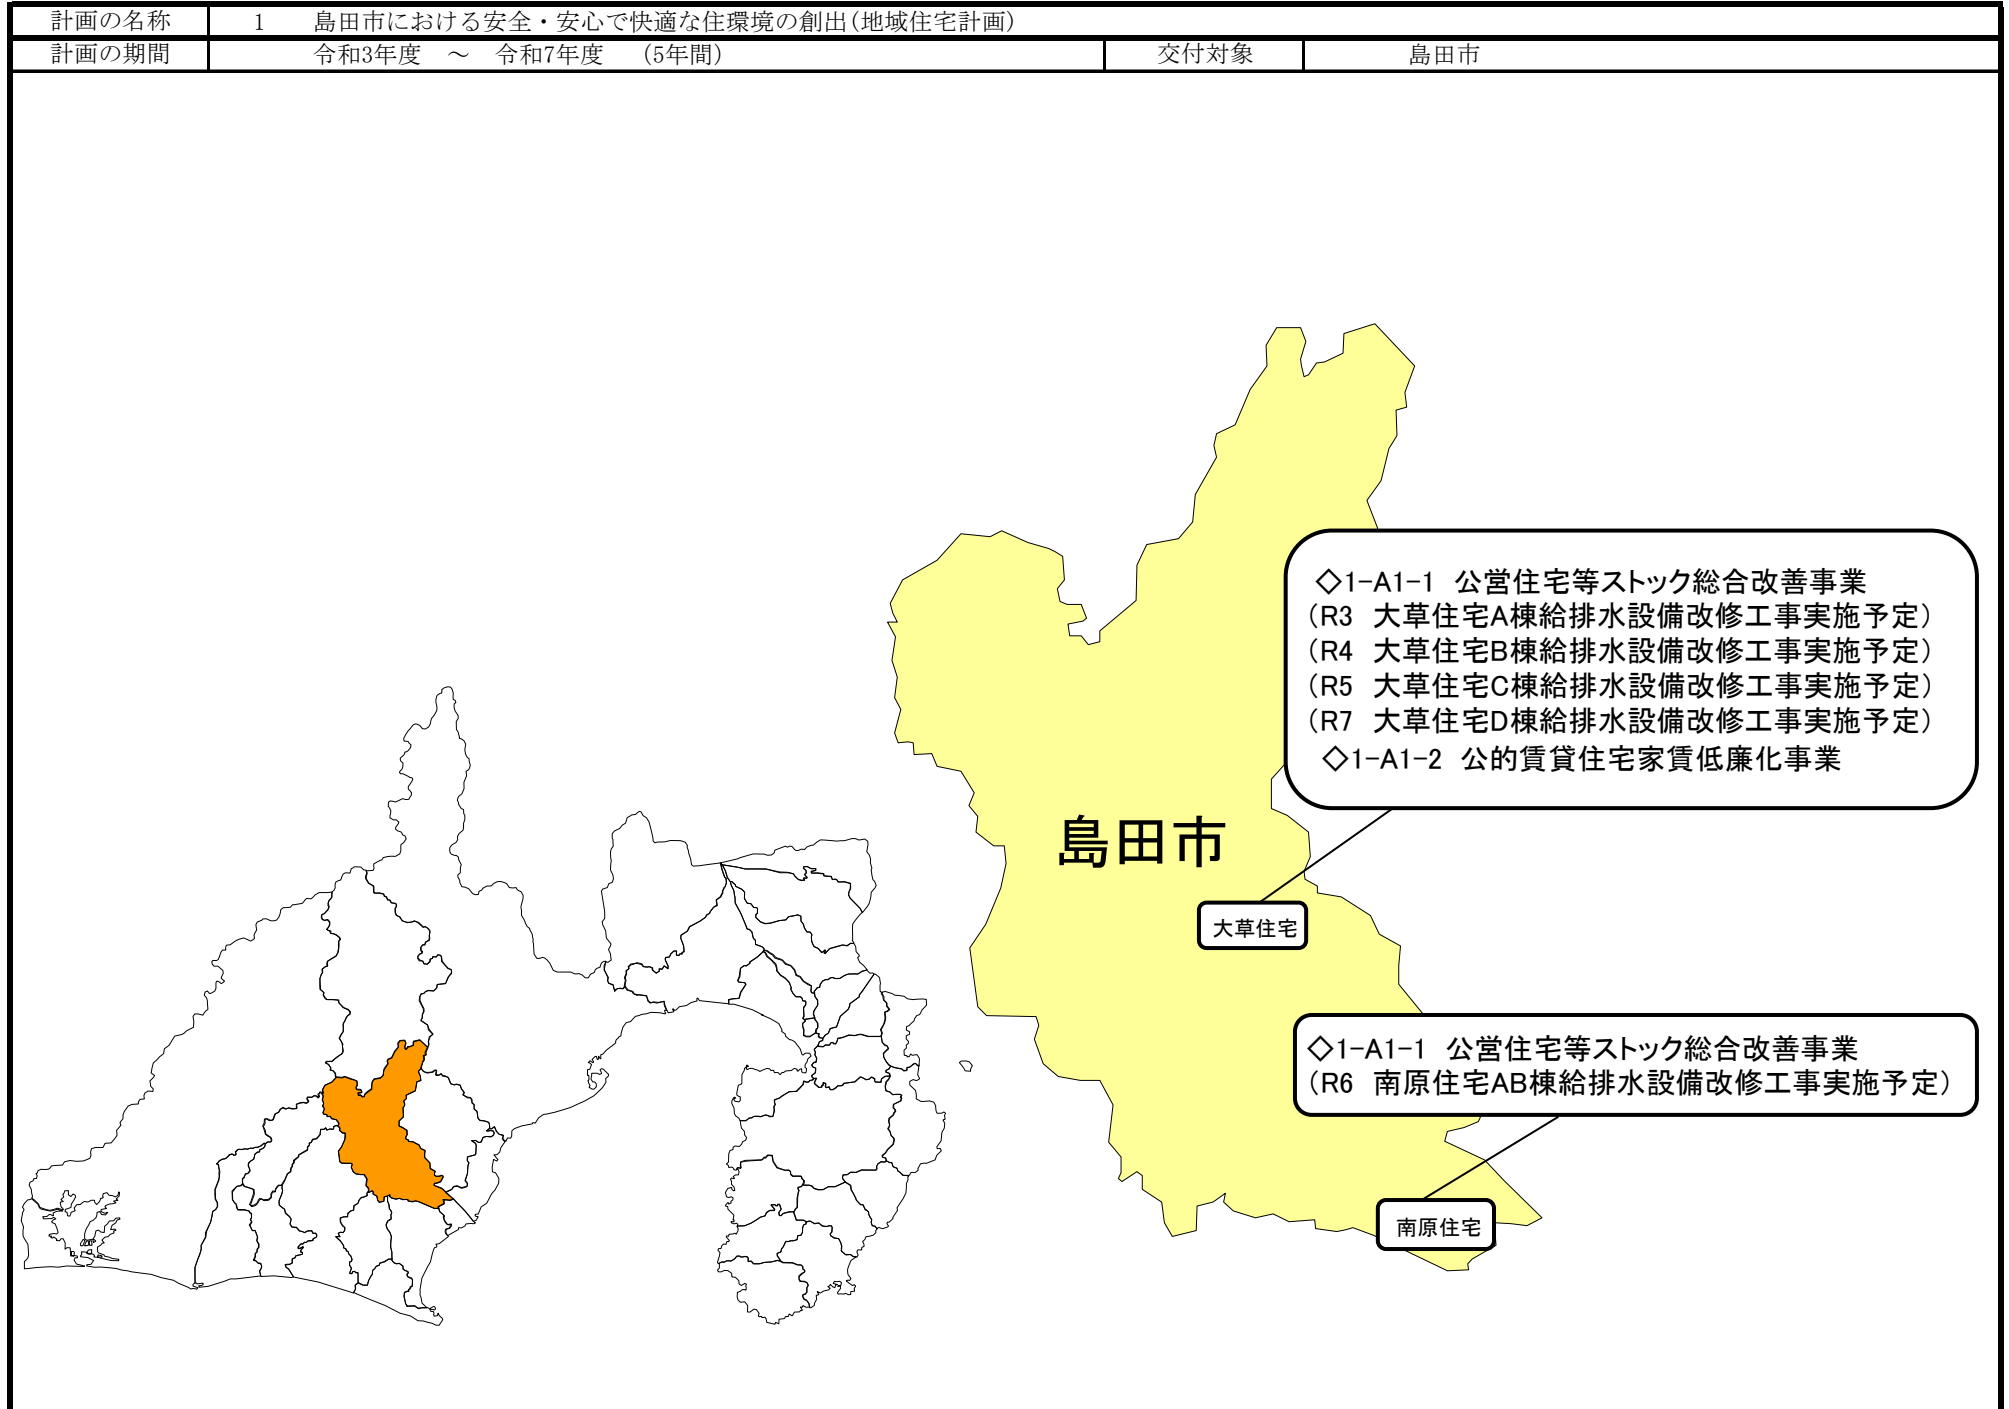 計画の名称 1 島田市における安全・安心で快適な住環境の創出(地域住宅計画)
計画の期間 令和3年度 ～ 令和7年度 (5年間) 交付対象 島田市
◇1-A1-1 公営住宅等ストック総合改善事業
(R3 大草住宅A棟給排水設備改修工事実施予定)
(R4 大草住宅B棟給排水設備改修工事実施予定)
(R5 大草住宅C棟給排水設備改修工事実施予定)
(R7 大草住宅D棟給排水設備改修工事実施予定)
◇1-A1-2 公的賃貸住宅家賃低廉化事業
島田市
大草住宅
◇1-A1-1 公営住宅等ストック総合改善事業
(R6 南原住宅AB棟給排水設備改修工事実施予定)
南原住宅